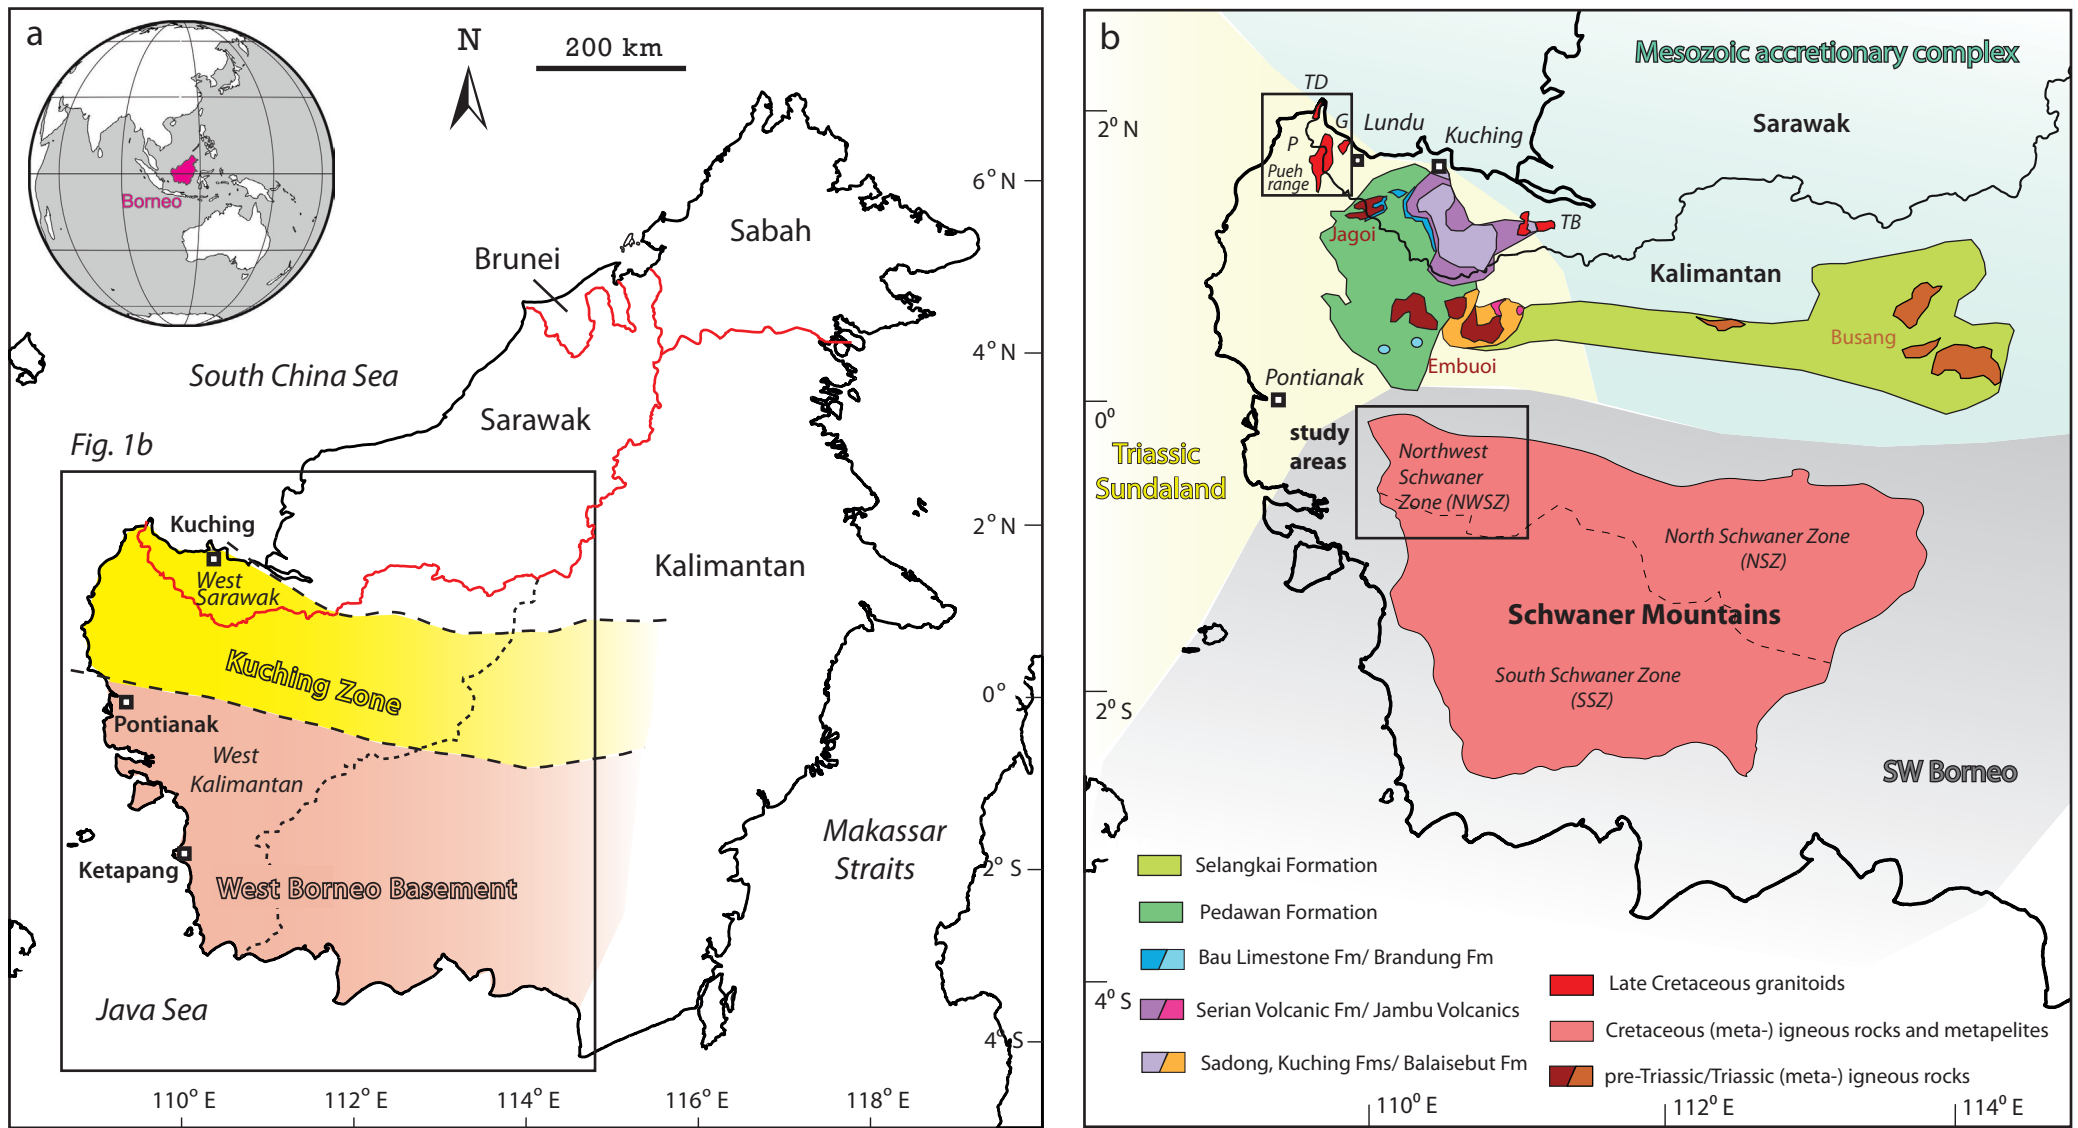 a
Borneo
N
200 km
Sabah
Brunei
6° N
4° N
2° N
0°
2° S
4° S
South China Sea
Sarawak
Fig. 1b
Kuching
West
Sarawak
Kalimantan
Kuching Zone
Pontianak
West
Kalimantan
Ketapang
West Borneo Basement
Makassar
Straits
Java Sea
110° E
112° E
114° E
116° E
118° E
b
Mesozoic accretionary complex
TD
G
Lundu
Kuching
P
Pueh
range
Sarawak
2° N
TB
Jagoi
Kalimantan
Busang
Embuoi
Pontianak
0°
study
areas
Triassic
Sundaland
Northwest
Schwaner
Zone (NWSZ)
North Schwaner Zone
(NSZ)
Schwaner Mountains
South Schwaner Zone
(SSZ)
2° S
SW Borneo
Selangkai Formation
Pedawan Formation
Bau Limestone Fm/ Brandung Fm
Serian Volcanic Fm/ Jambu Volcanics
Sadong, Kuching Fms/ Balaisebut Fm
Late Cretaceous granitoids
Cretaceous (meta-) igneous rocks and metapelites
pre-Triassic/Triassic (meta-) igneous rocks
4° S
110° E
112° E
114° E